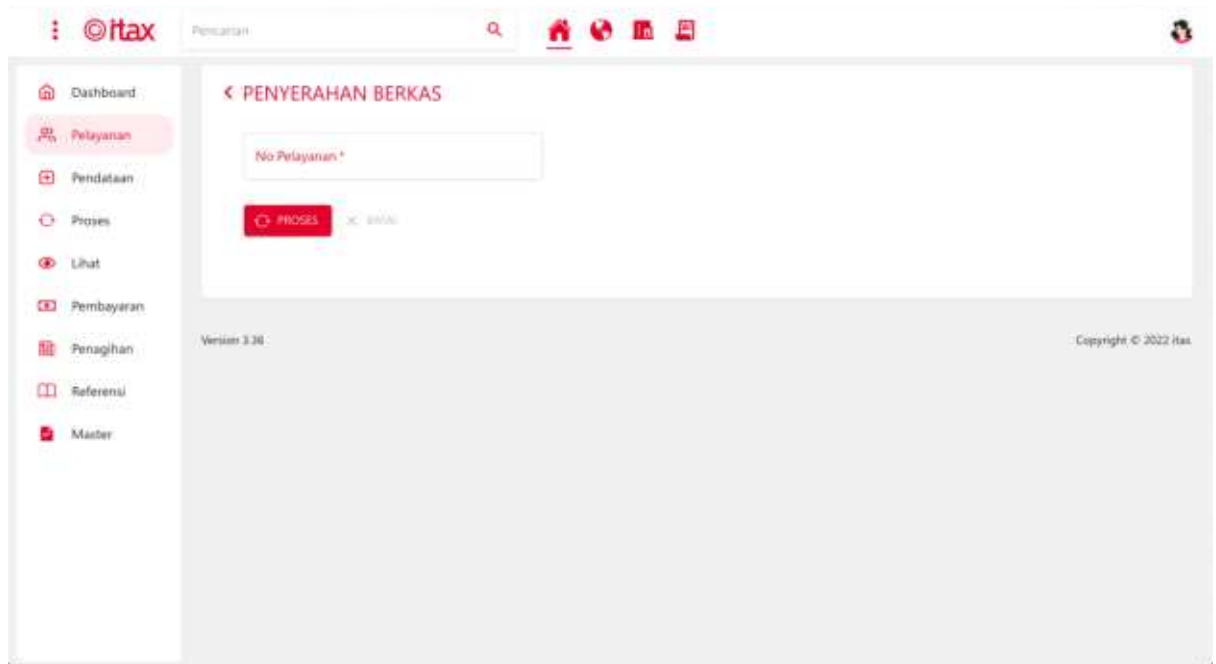 itax
Pencarian
Dashboard
Pelayanan
Pendataan
Proses
Lihat
Pembayaran
Penagihan
Referensi
Master
PENYERAHAN BERKAS
No Pelayanan *
PROSES
BATAL
Version 3.36
Copyright © 2022 itax